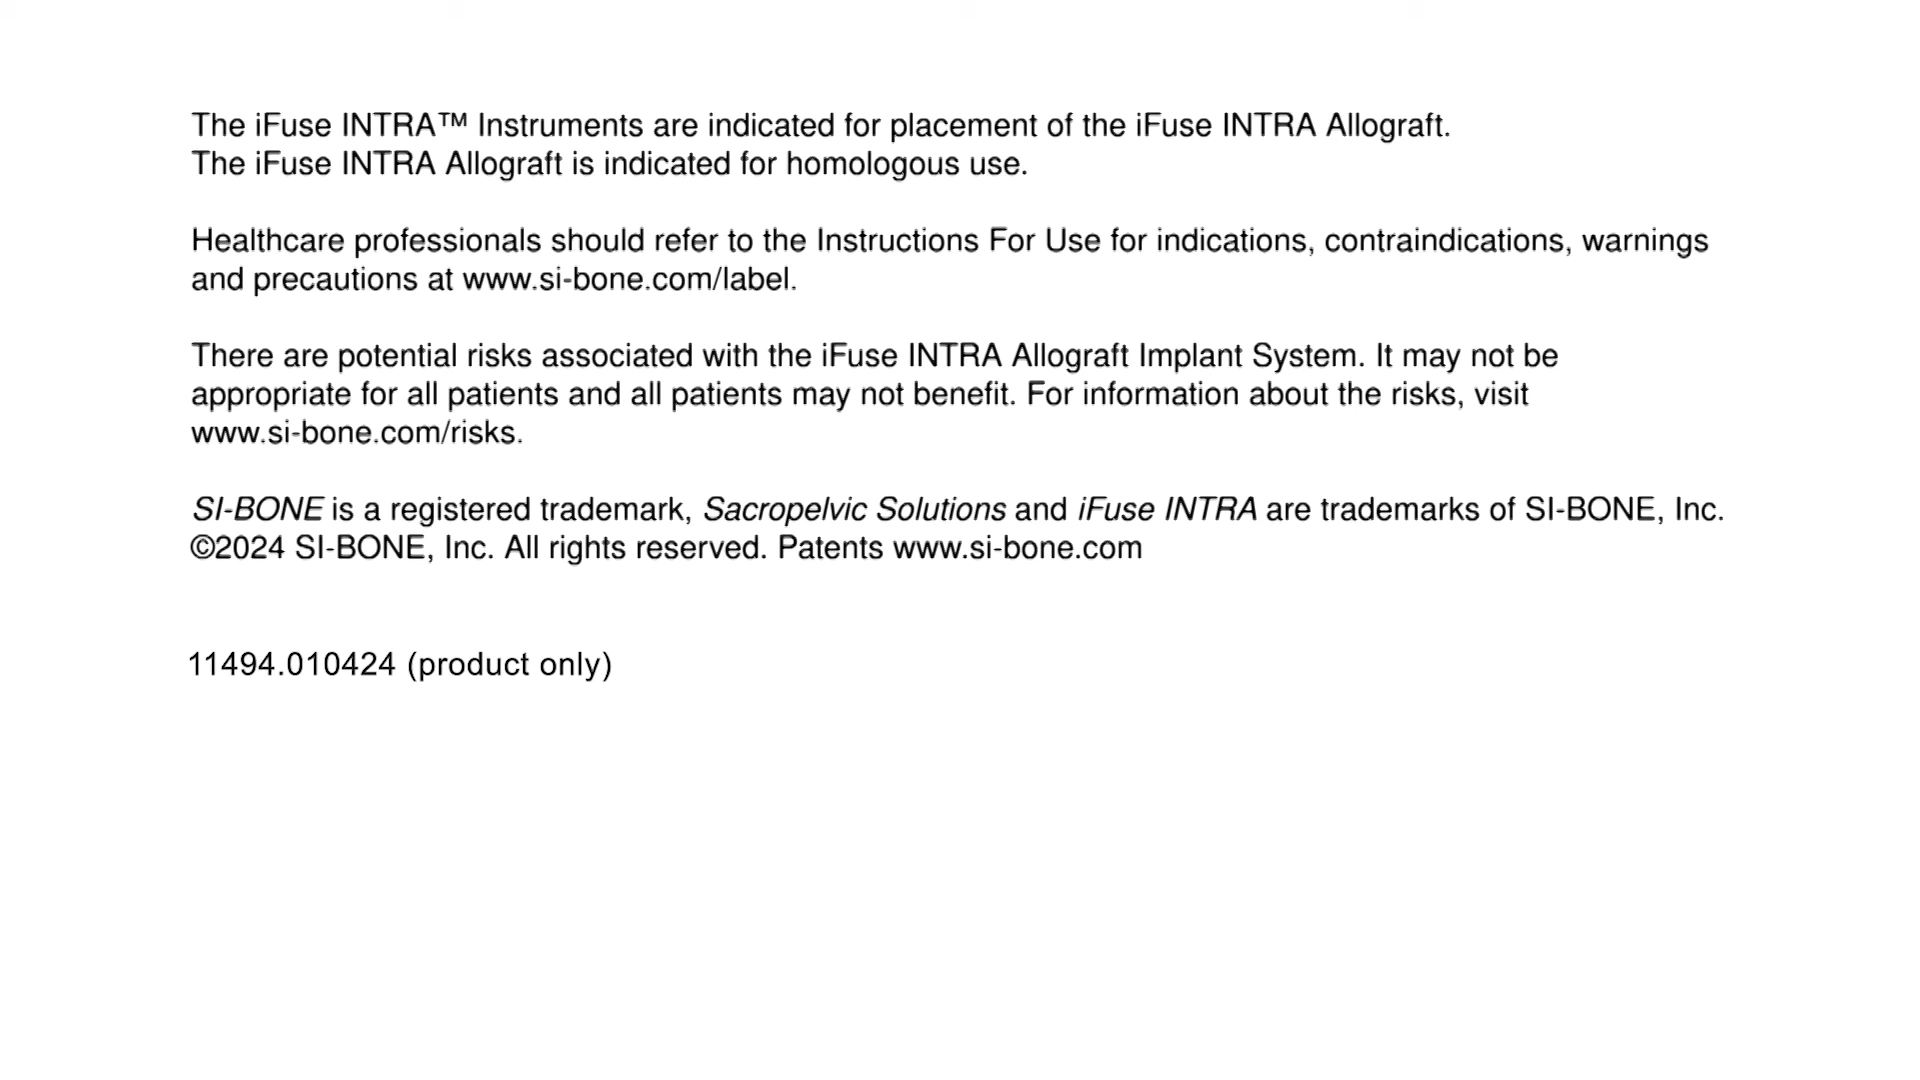 The iFuse INTRA™ Instruments are indicated for placement of the iFuse INTRA Allograft.
The iFuse INTRA Allograft is indicated for homologous use.
Healthcare professionals should refer to the Instructions For Use for indications, contraindications, warnings
and precautions at www.si-bone.com/label.
There are potential risks associated with the iFuse INTRA Allograft Implant System. It may not be
appropriate for all patients and all patients may not benefit. For information about the risks, visit
www.si-bone.com/risks.
SI-BONE is a registered trademark, Sacropelvic Solutions and iFuse INTRA are trademarks of SI-BONE, Inc.
©2024 SI-BONE, Inc. All rights reserved. Patents www.si-bone.com
11494.010424 (product only)